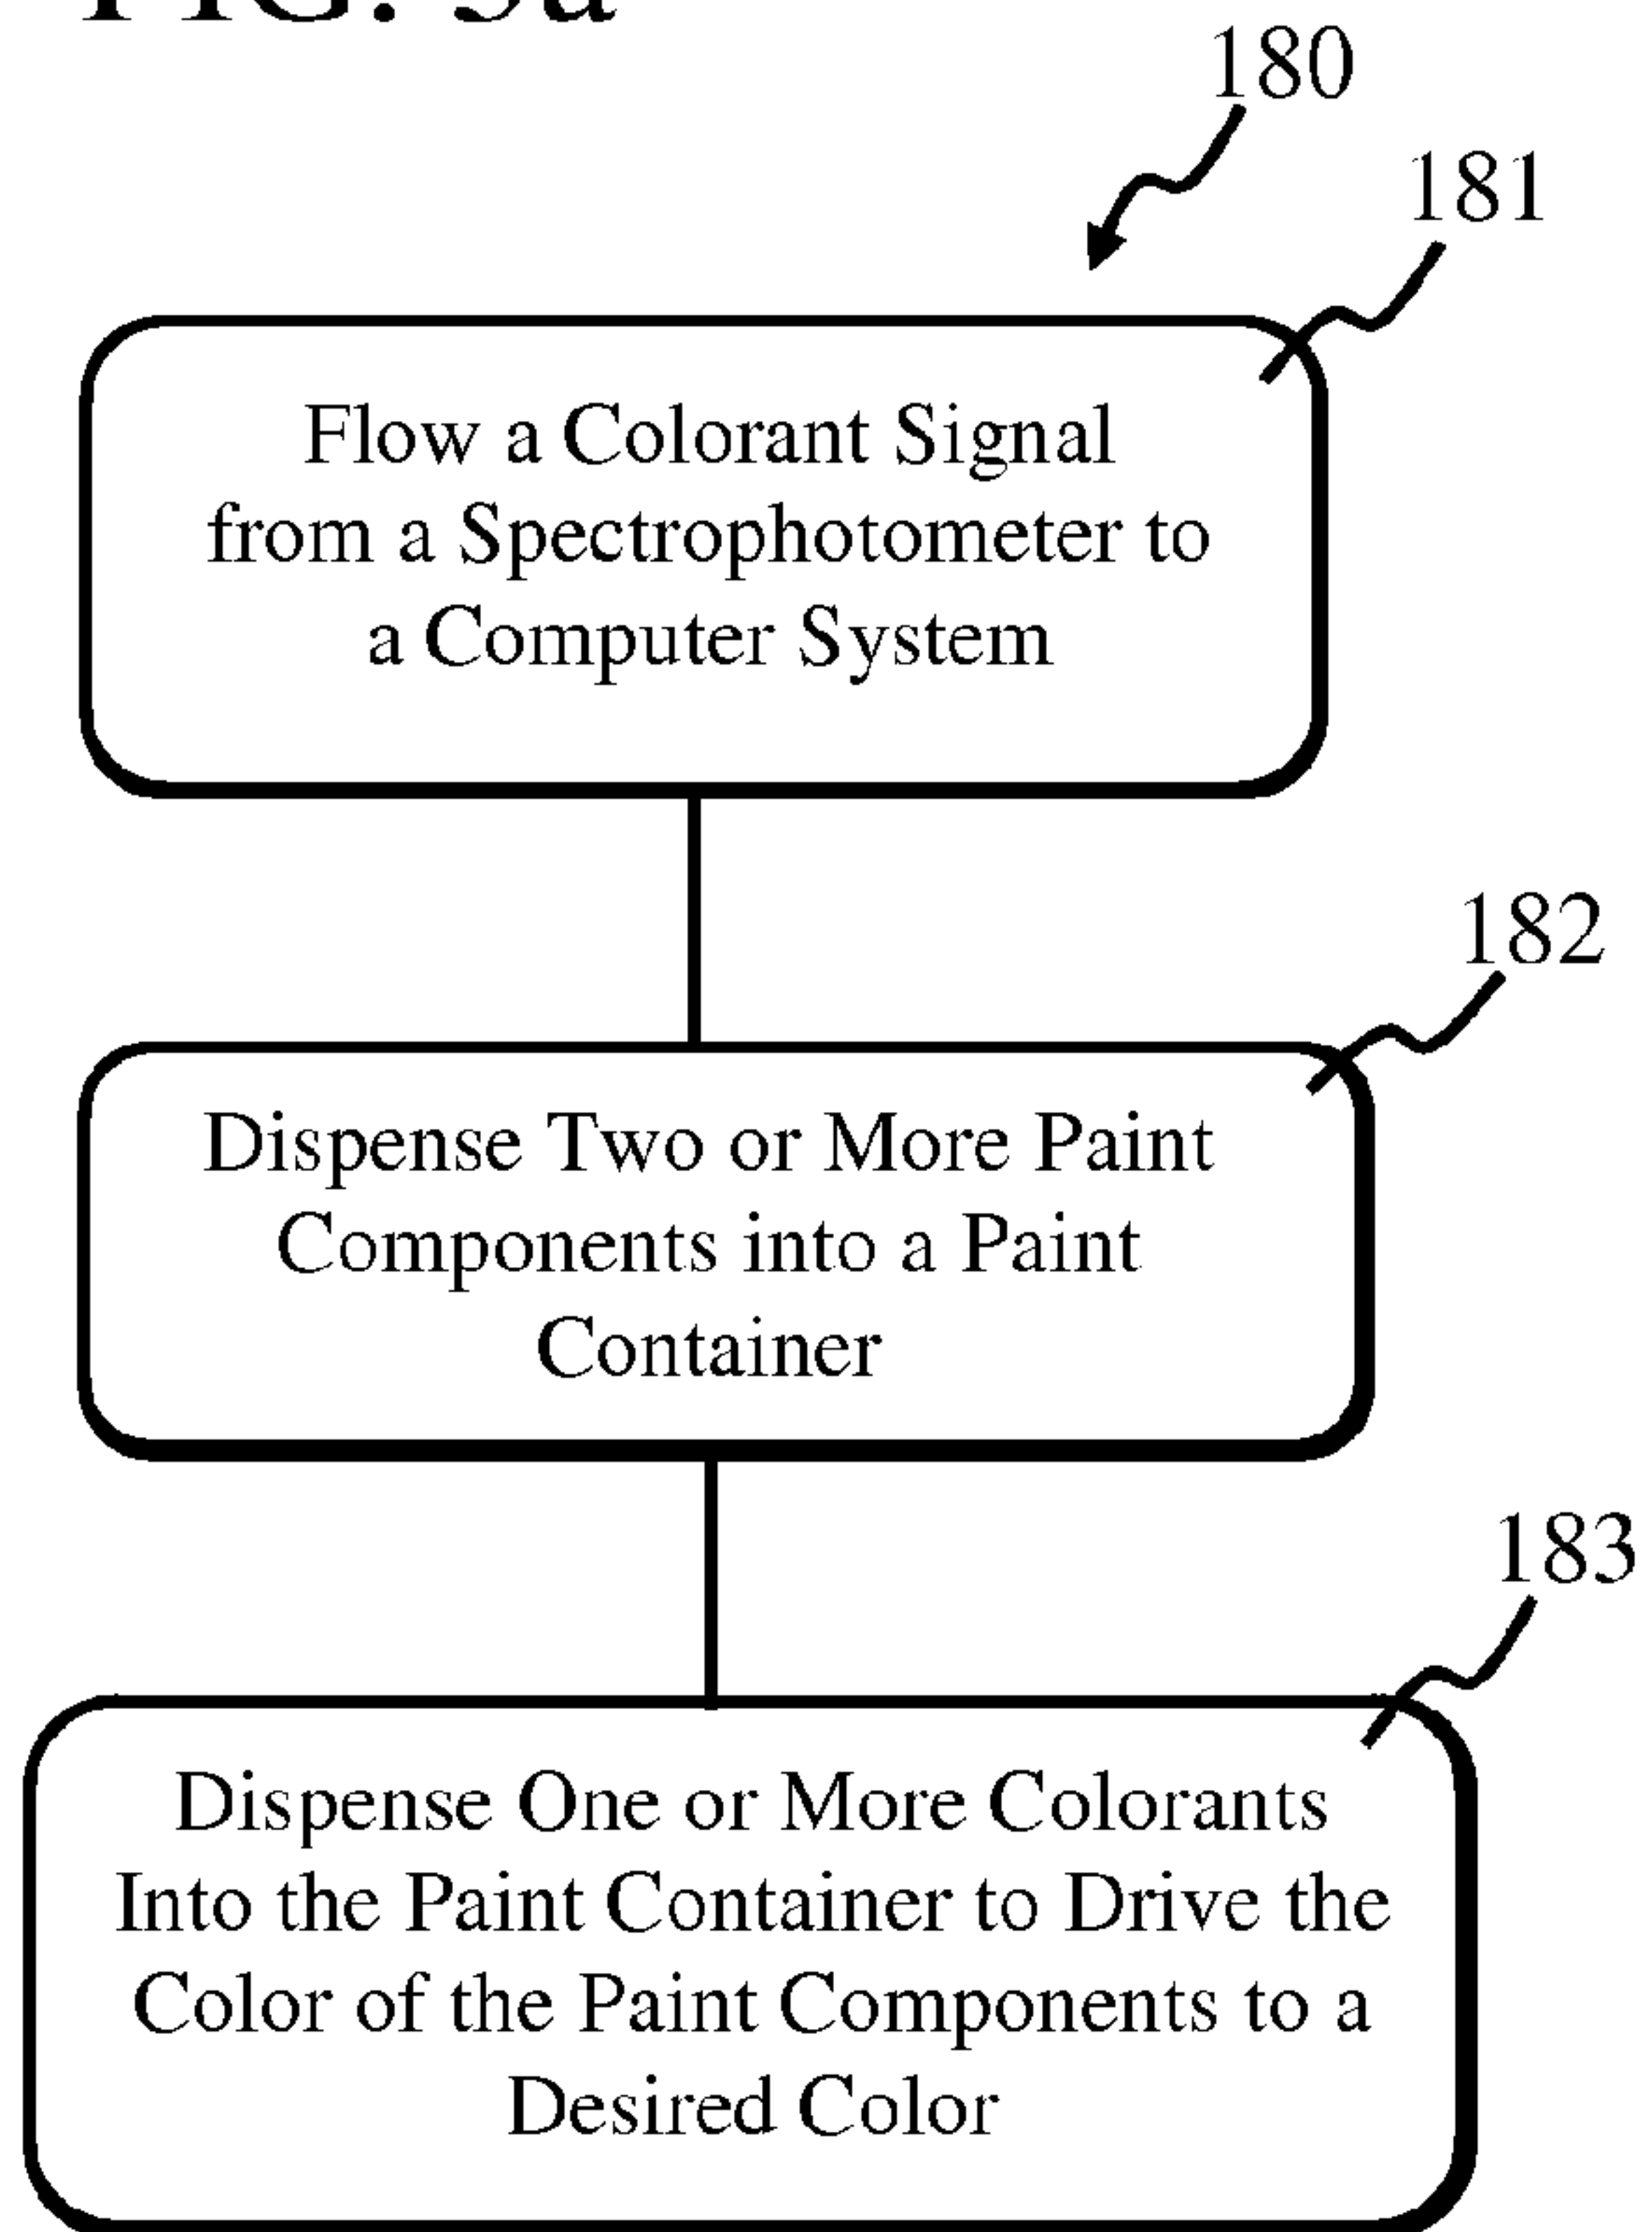 FIG.
180
181
Flow a Colorant Signal
from a Spectrophotometer to
a Computer System
182
Dispense Two or More Paint
Components into a Paint
Container
183
Dispense One or More Colorants
Into the Paint Container to Drive the
Color of the Paint Components to a
Desired Color